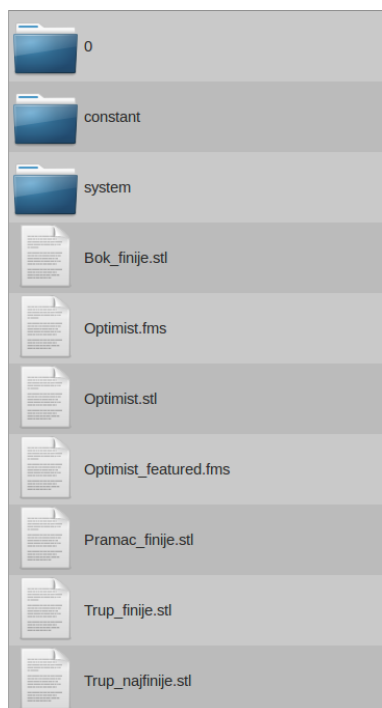 0
constant
system
Bok_finije.stl
Optimist.fms
Optimist.stl
Optimist_featured.fms
Pramac_finije.stl
Trup_finije.stl
Trup_najfinije.stl